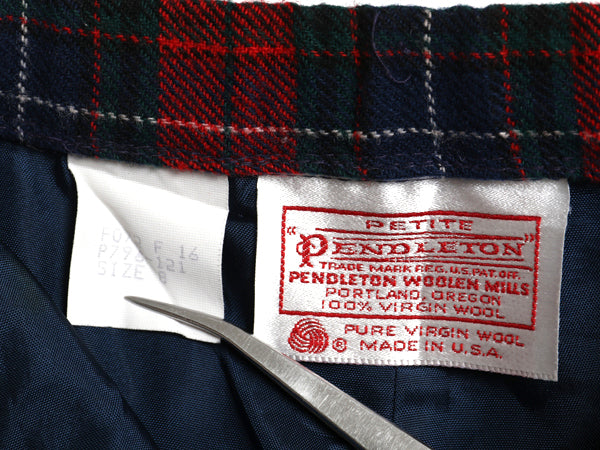 SIZE 8
PETITE
"PENDLETON"
TRADE MARK REG. U.S. PAT. OFF.
PENDLETON WOOLEN MILLS
PORTLAND, OREGON
100% VIRGIN WOOL
® PURE VIRGIN WOOL
MADE IN U.S.A.